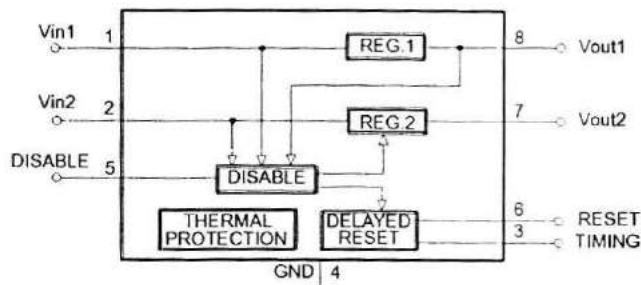 Vin1 1 REG.1 8 Vout1
Vin2 2 REG.2 7 Vout2
DISABLE 5 DISABLE
THERMAL PROTECTION
DELAYED RESET
6 RESET
3 TIMING
GND 4